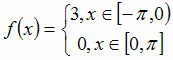 f(x) = { 3, x ∈ [-π,0)
0, x ∈ [0,π]